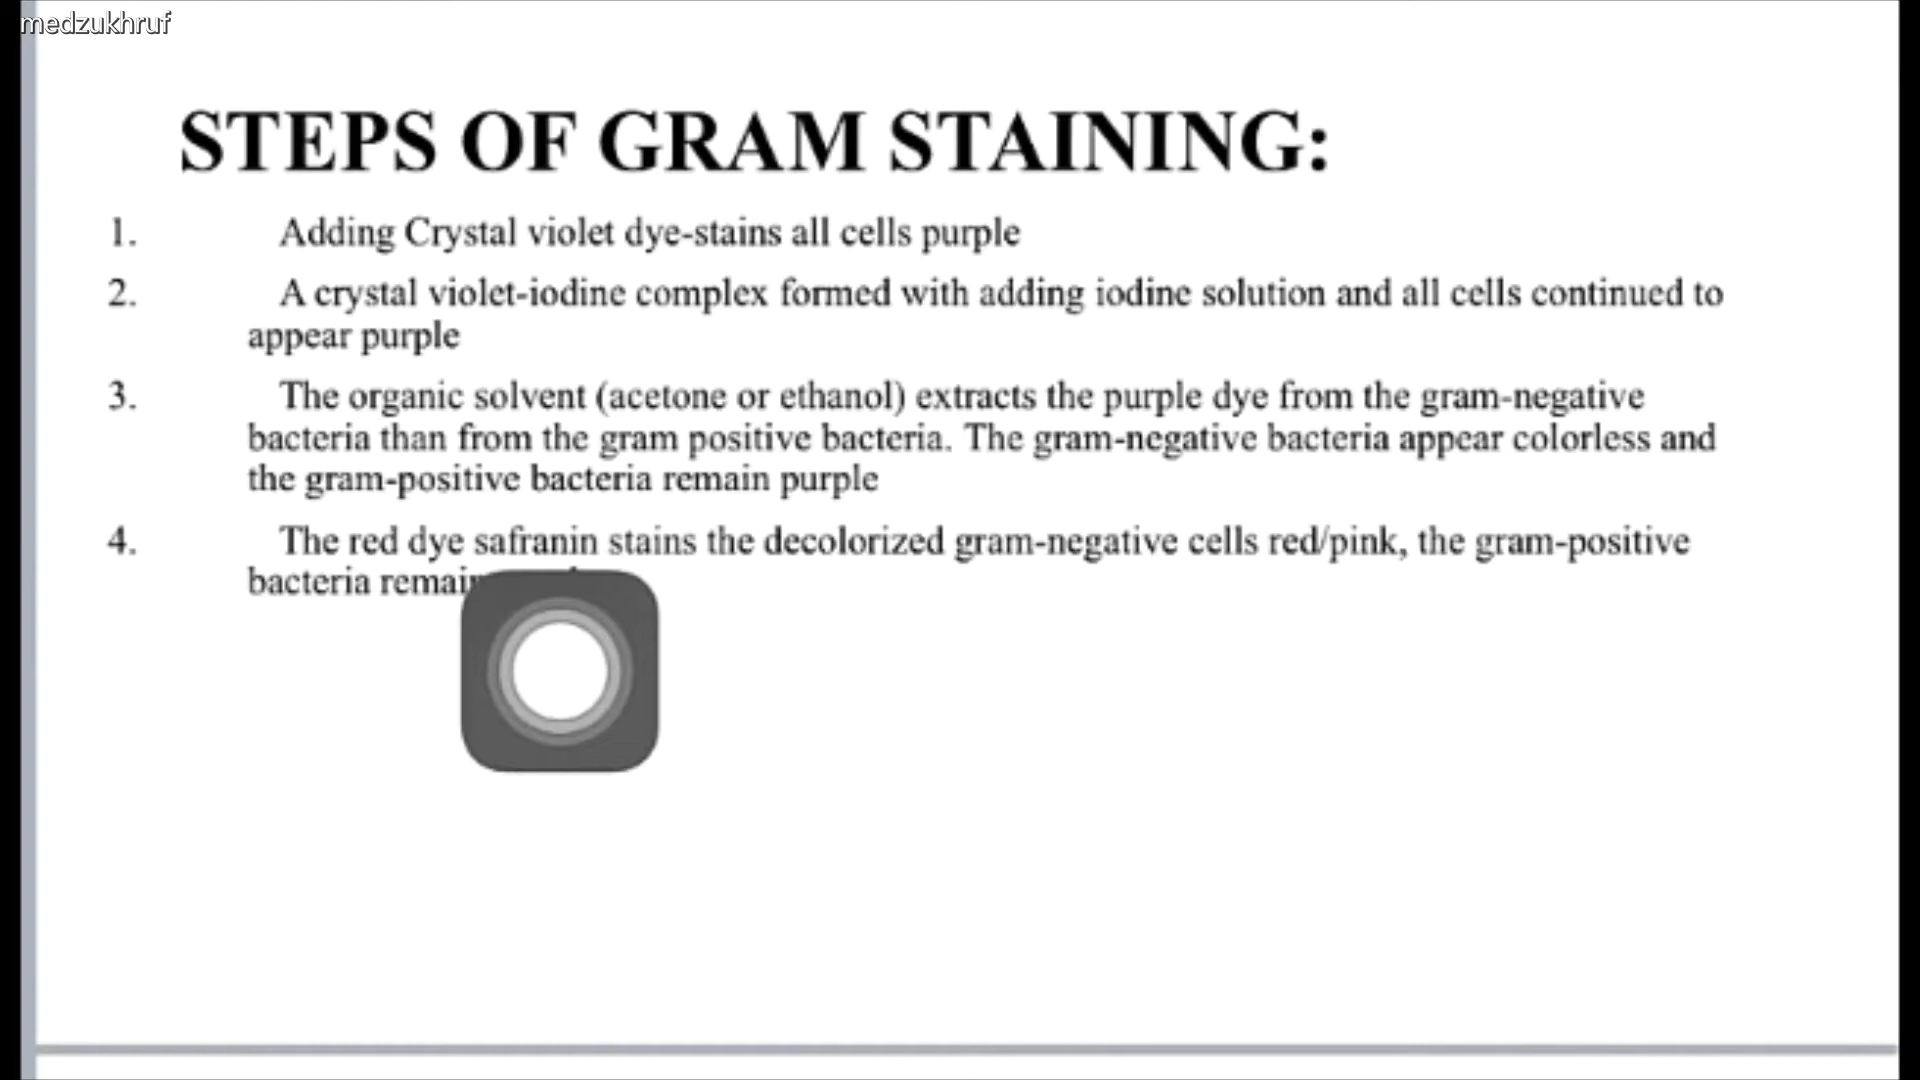 medzukhruf
STEPS OF GRAM STAINING:
1. Adding Crystal violet dye-stains all cells purple
2. A crystal violet-iodine complex formed with adding iodine solution and all cells continued to
appear purple
3. The organic solvent (acetone or ethanol) extracts the purple dye from the gram-negative
bacteria than from the gram positive bacteria. The gram-negative bacteria appear colorless and
the gram-positive bacteria remain purple
4. The red dye safranin stains the decolorized gram-negative cells red/pink, the gram-positive
bacteria